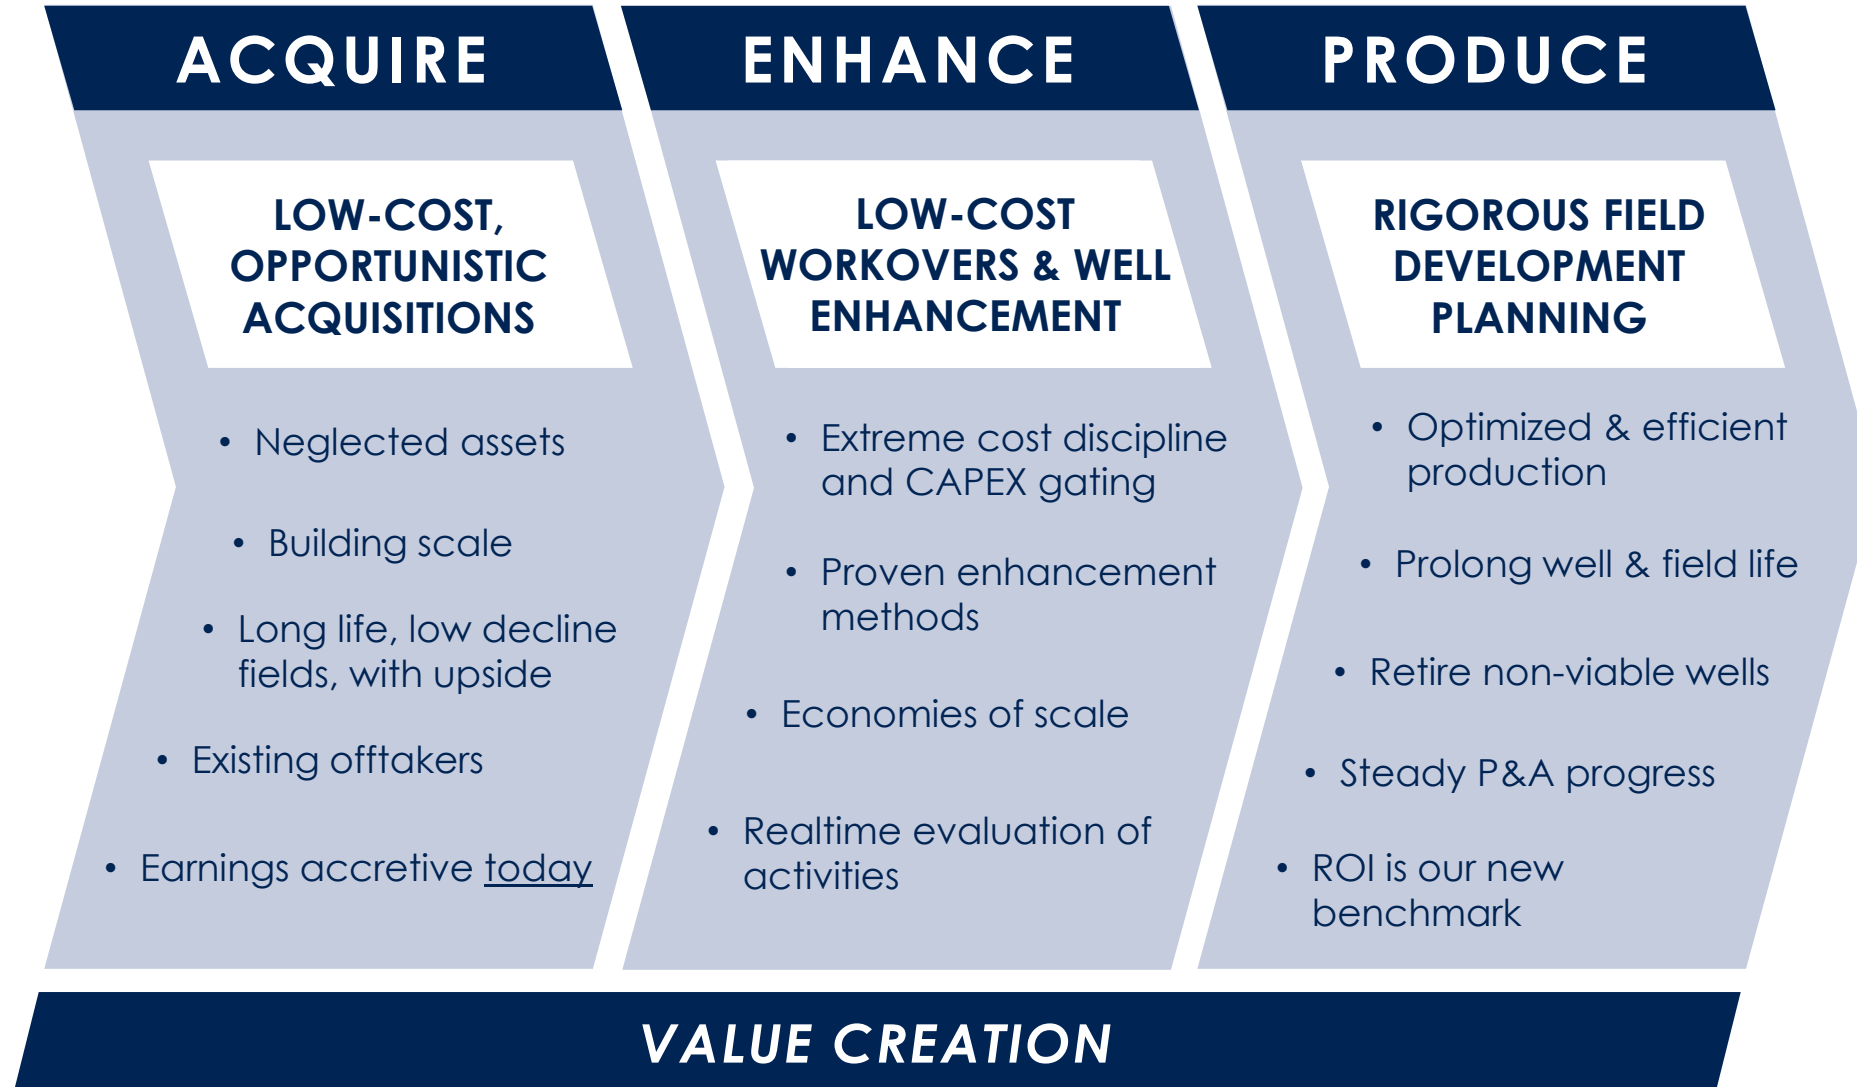 ACQUIRE
LOW-COST,
OPPORTUNISTIC
ACQUISITIONS
• Neglected assets
• Building scale
• Long life, low decline
fields, with upside
• Existing offtakers
• Earnings accretive today
ENHANCE
LOW-COST
WORKOVERS & WELL
ENHANCEMENT
• Extreme cost discipline
and CAPEX gating
• Proven enhancement
methods
• Economies of scale
• Realtime evaluation of
activities
PRODUCE
RIGOROUS FIELD
DEVELOPMENT
PLANNING
• Optimized & efficient
production
• Prolong well & field life
• Retire non-viable wells
• Steady P&A progress
• ROI is our new
benchmark
VALUE CREATION